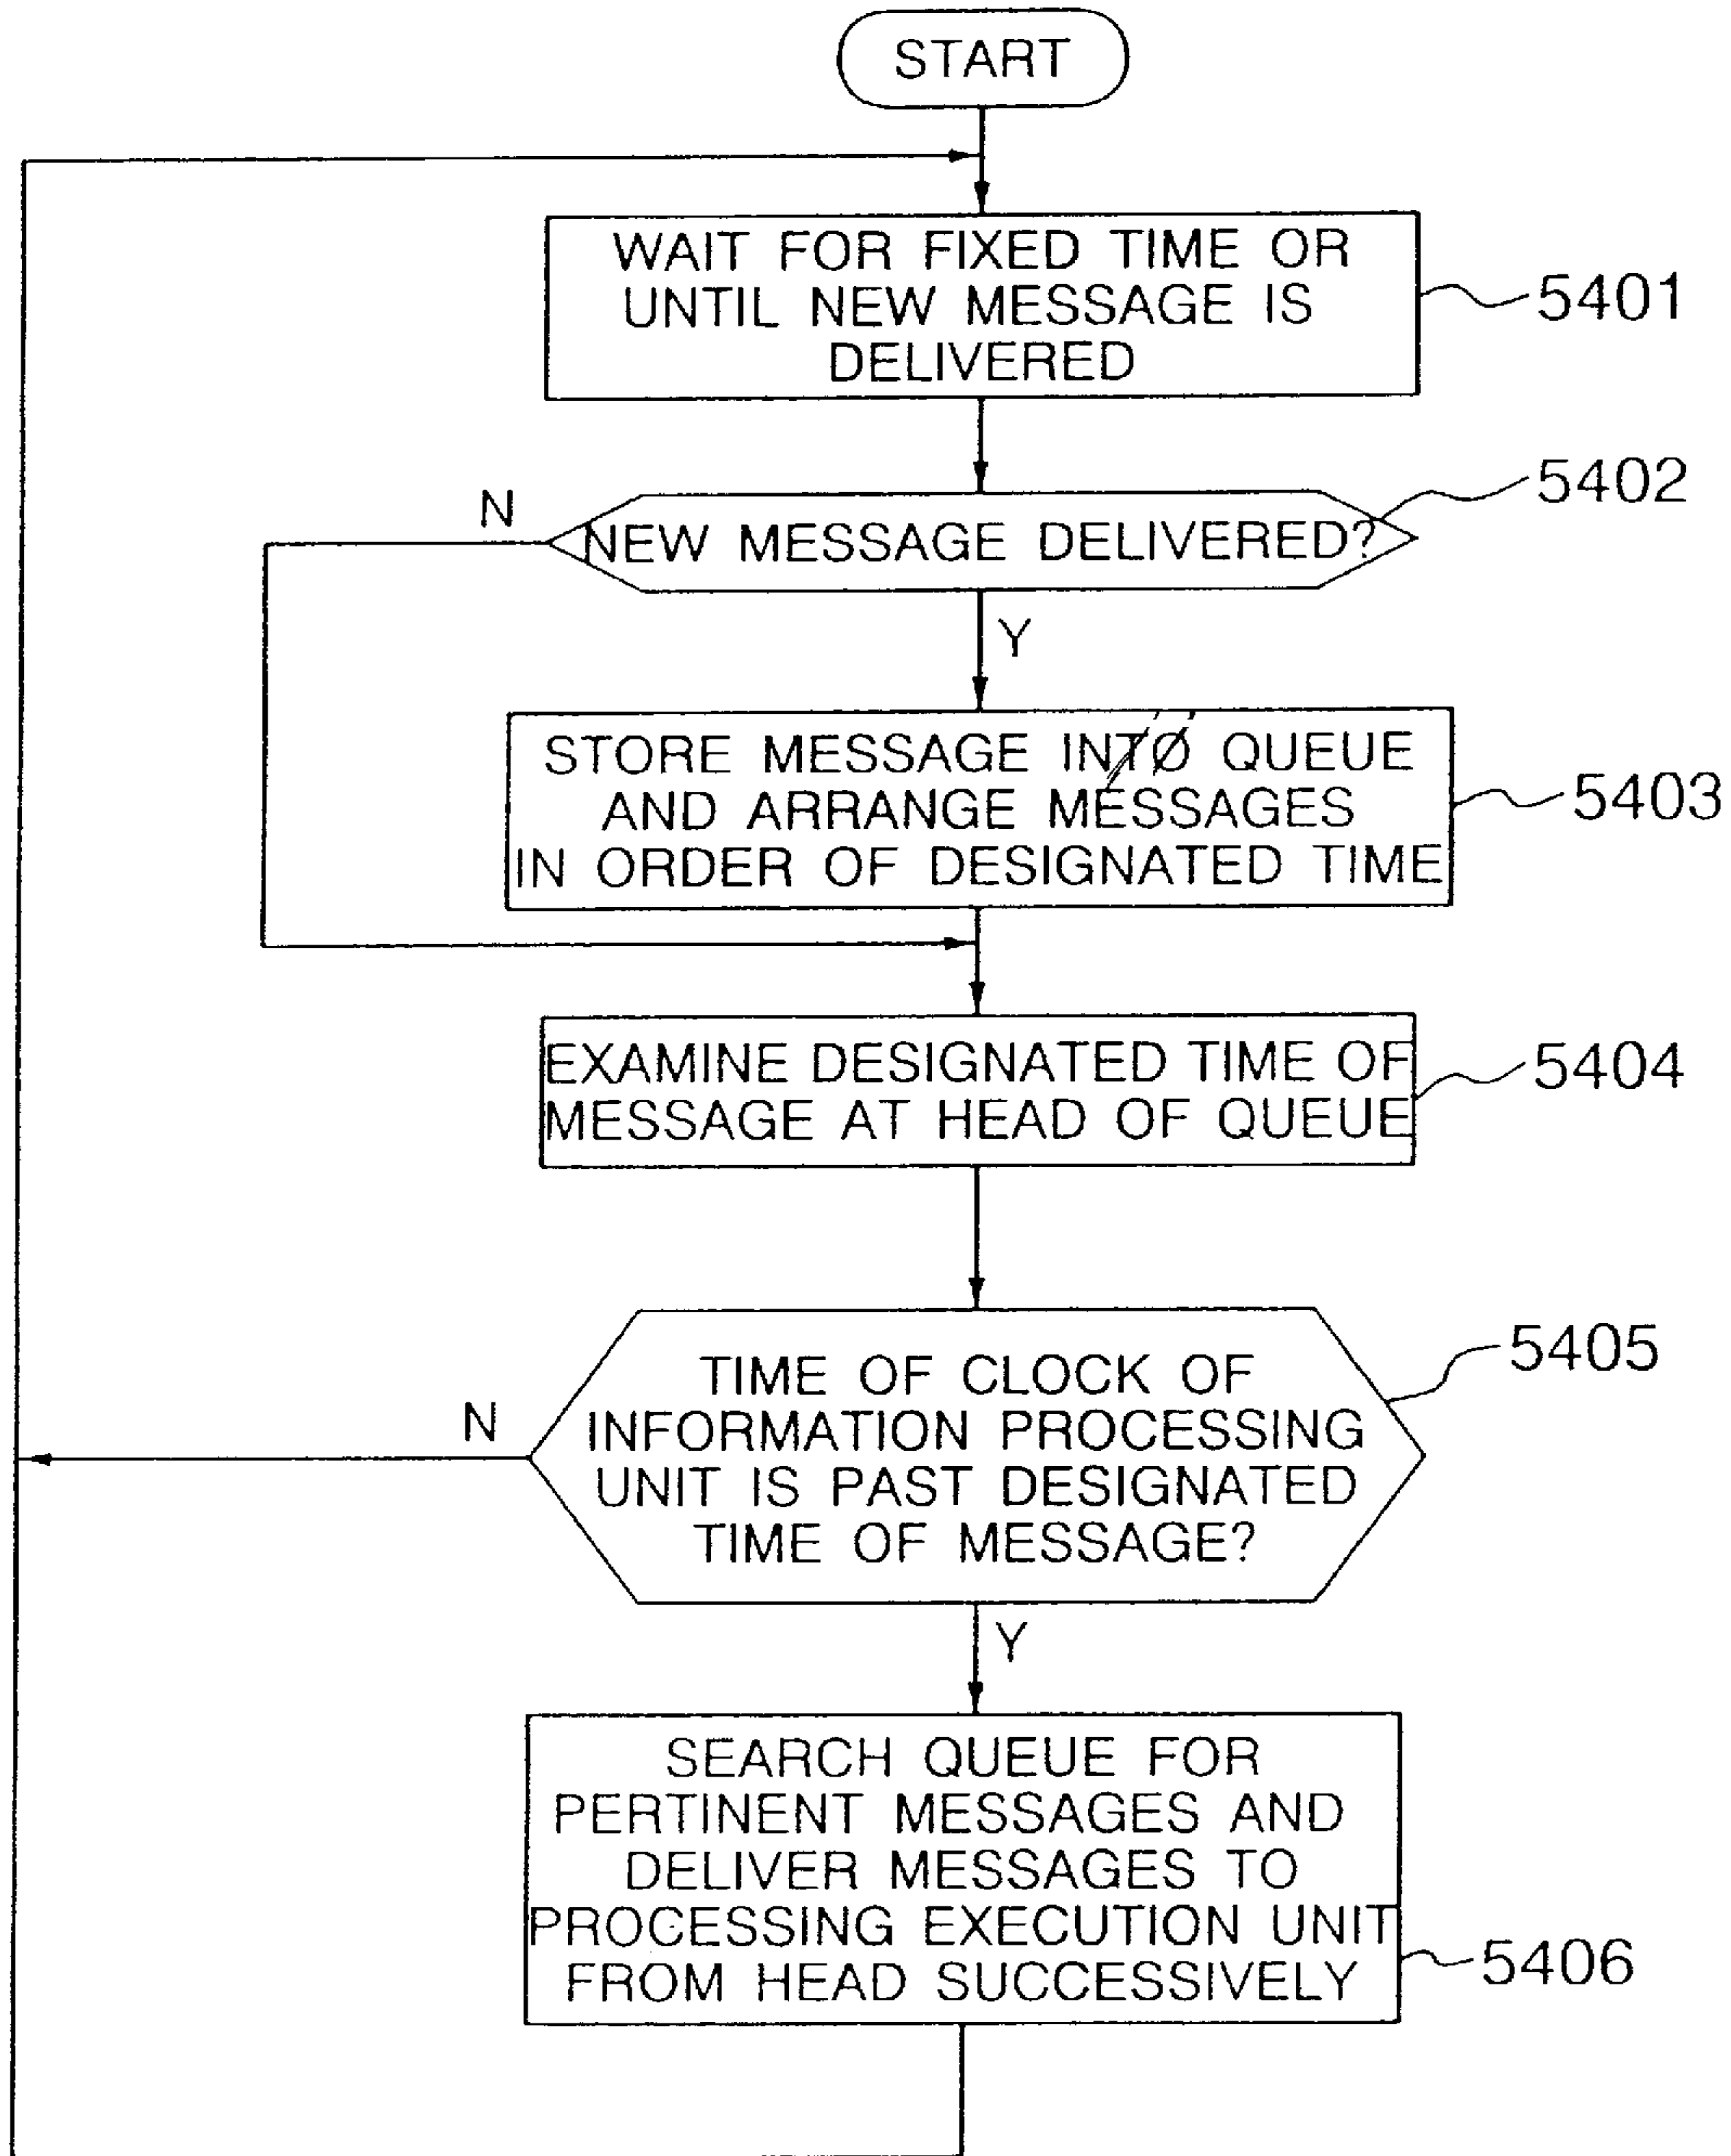 START
WAIT FOR FIXED TIME OR
UNTIL NEW MESSAGE IS
DELIVERED
5401
5402
N
NEW MESSAGE DELIVERED?
Y
STORE MESSAGE INTO QUEUE
AND ARRANGE MESSAGES
IN ORDER OF DESIGNATED TIME
5403
EXAMINE DESIGNATED TIME OF
MESSAGE AT HEAD OF QUEUE
5404
TIME OF CLOCK OF
INFORMATION PROCESSING
UNIT IS PAST DESIGNATED
TIME OF MESSAGE?
5405
N
Y
SEARCH QUEUE FOR
PERTINENT MESSAGES AND
DELIVER MESSAGES TO
PROCESSING EXECUTION UNIT
FROM HEAD SUCCESSIVELY
5406